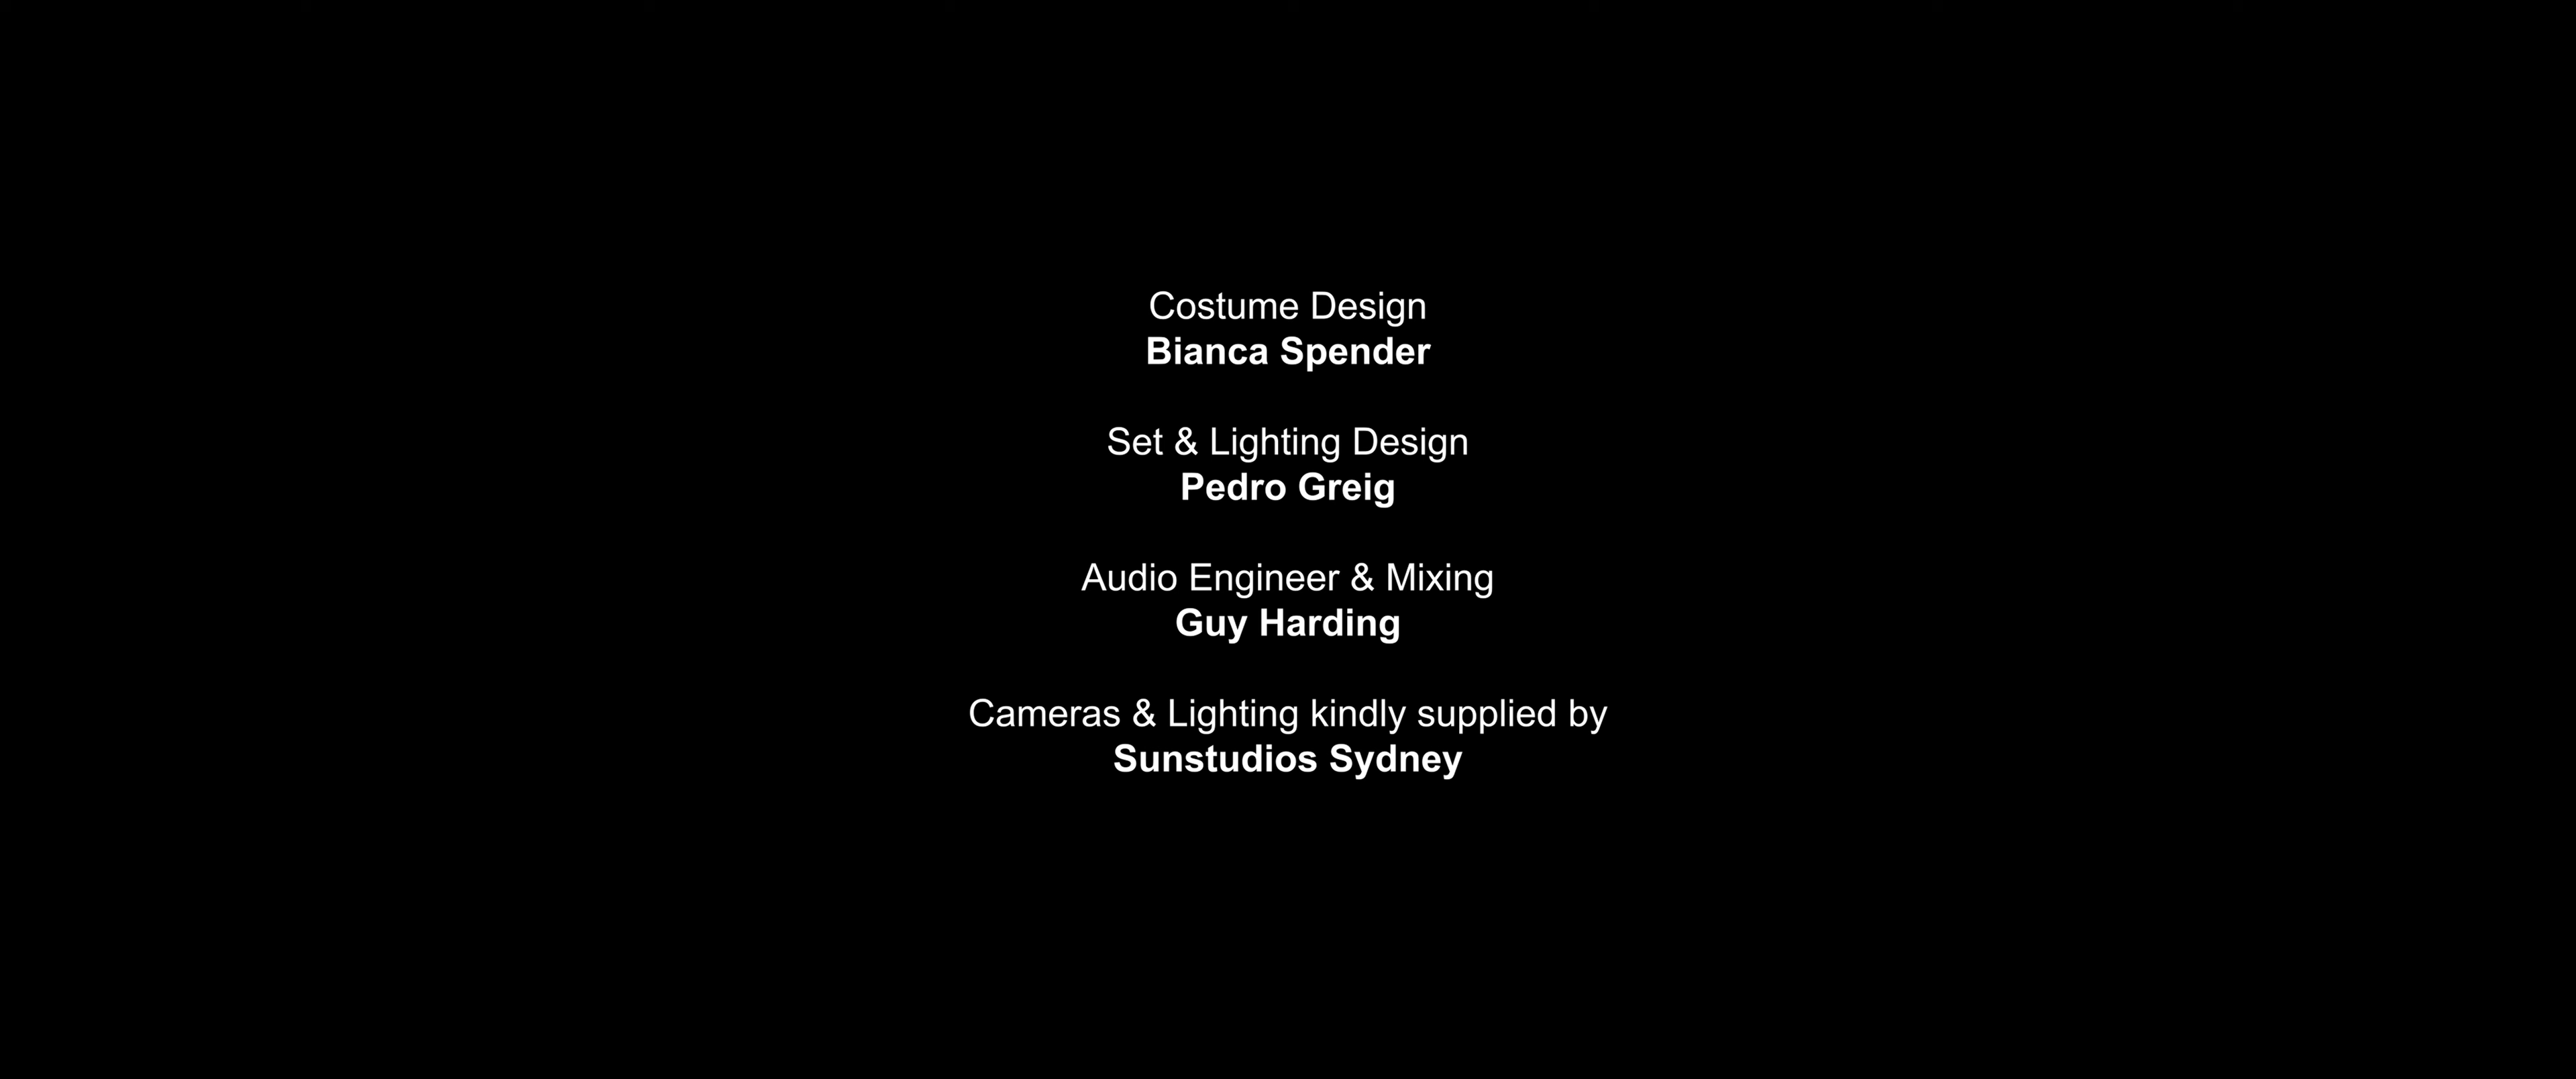 Costume Design
Bianca Spender
Set & Lighting Design
Pedro Greig
Audio Engineer & Mixing
Guy Harding
Cameras & Lighting kindly supplied by
Sunstudios Sydney